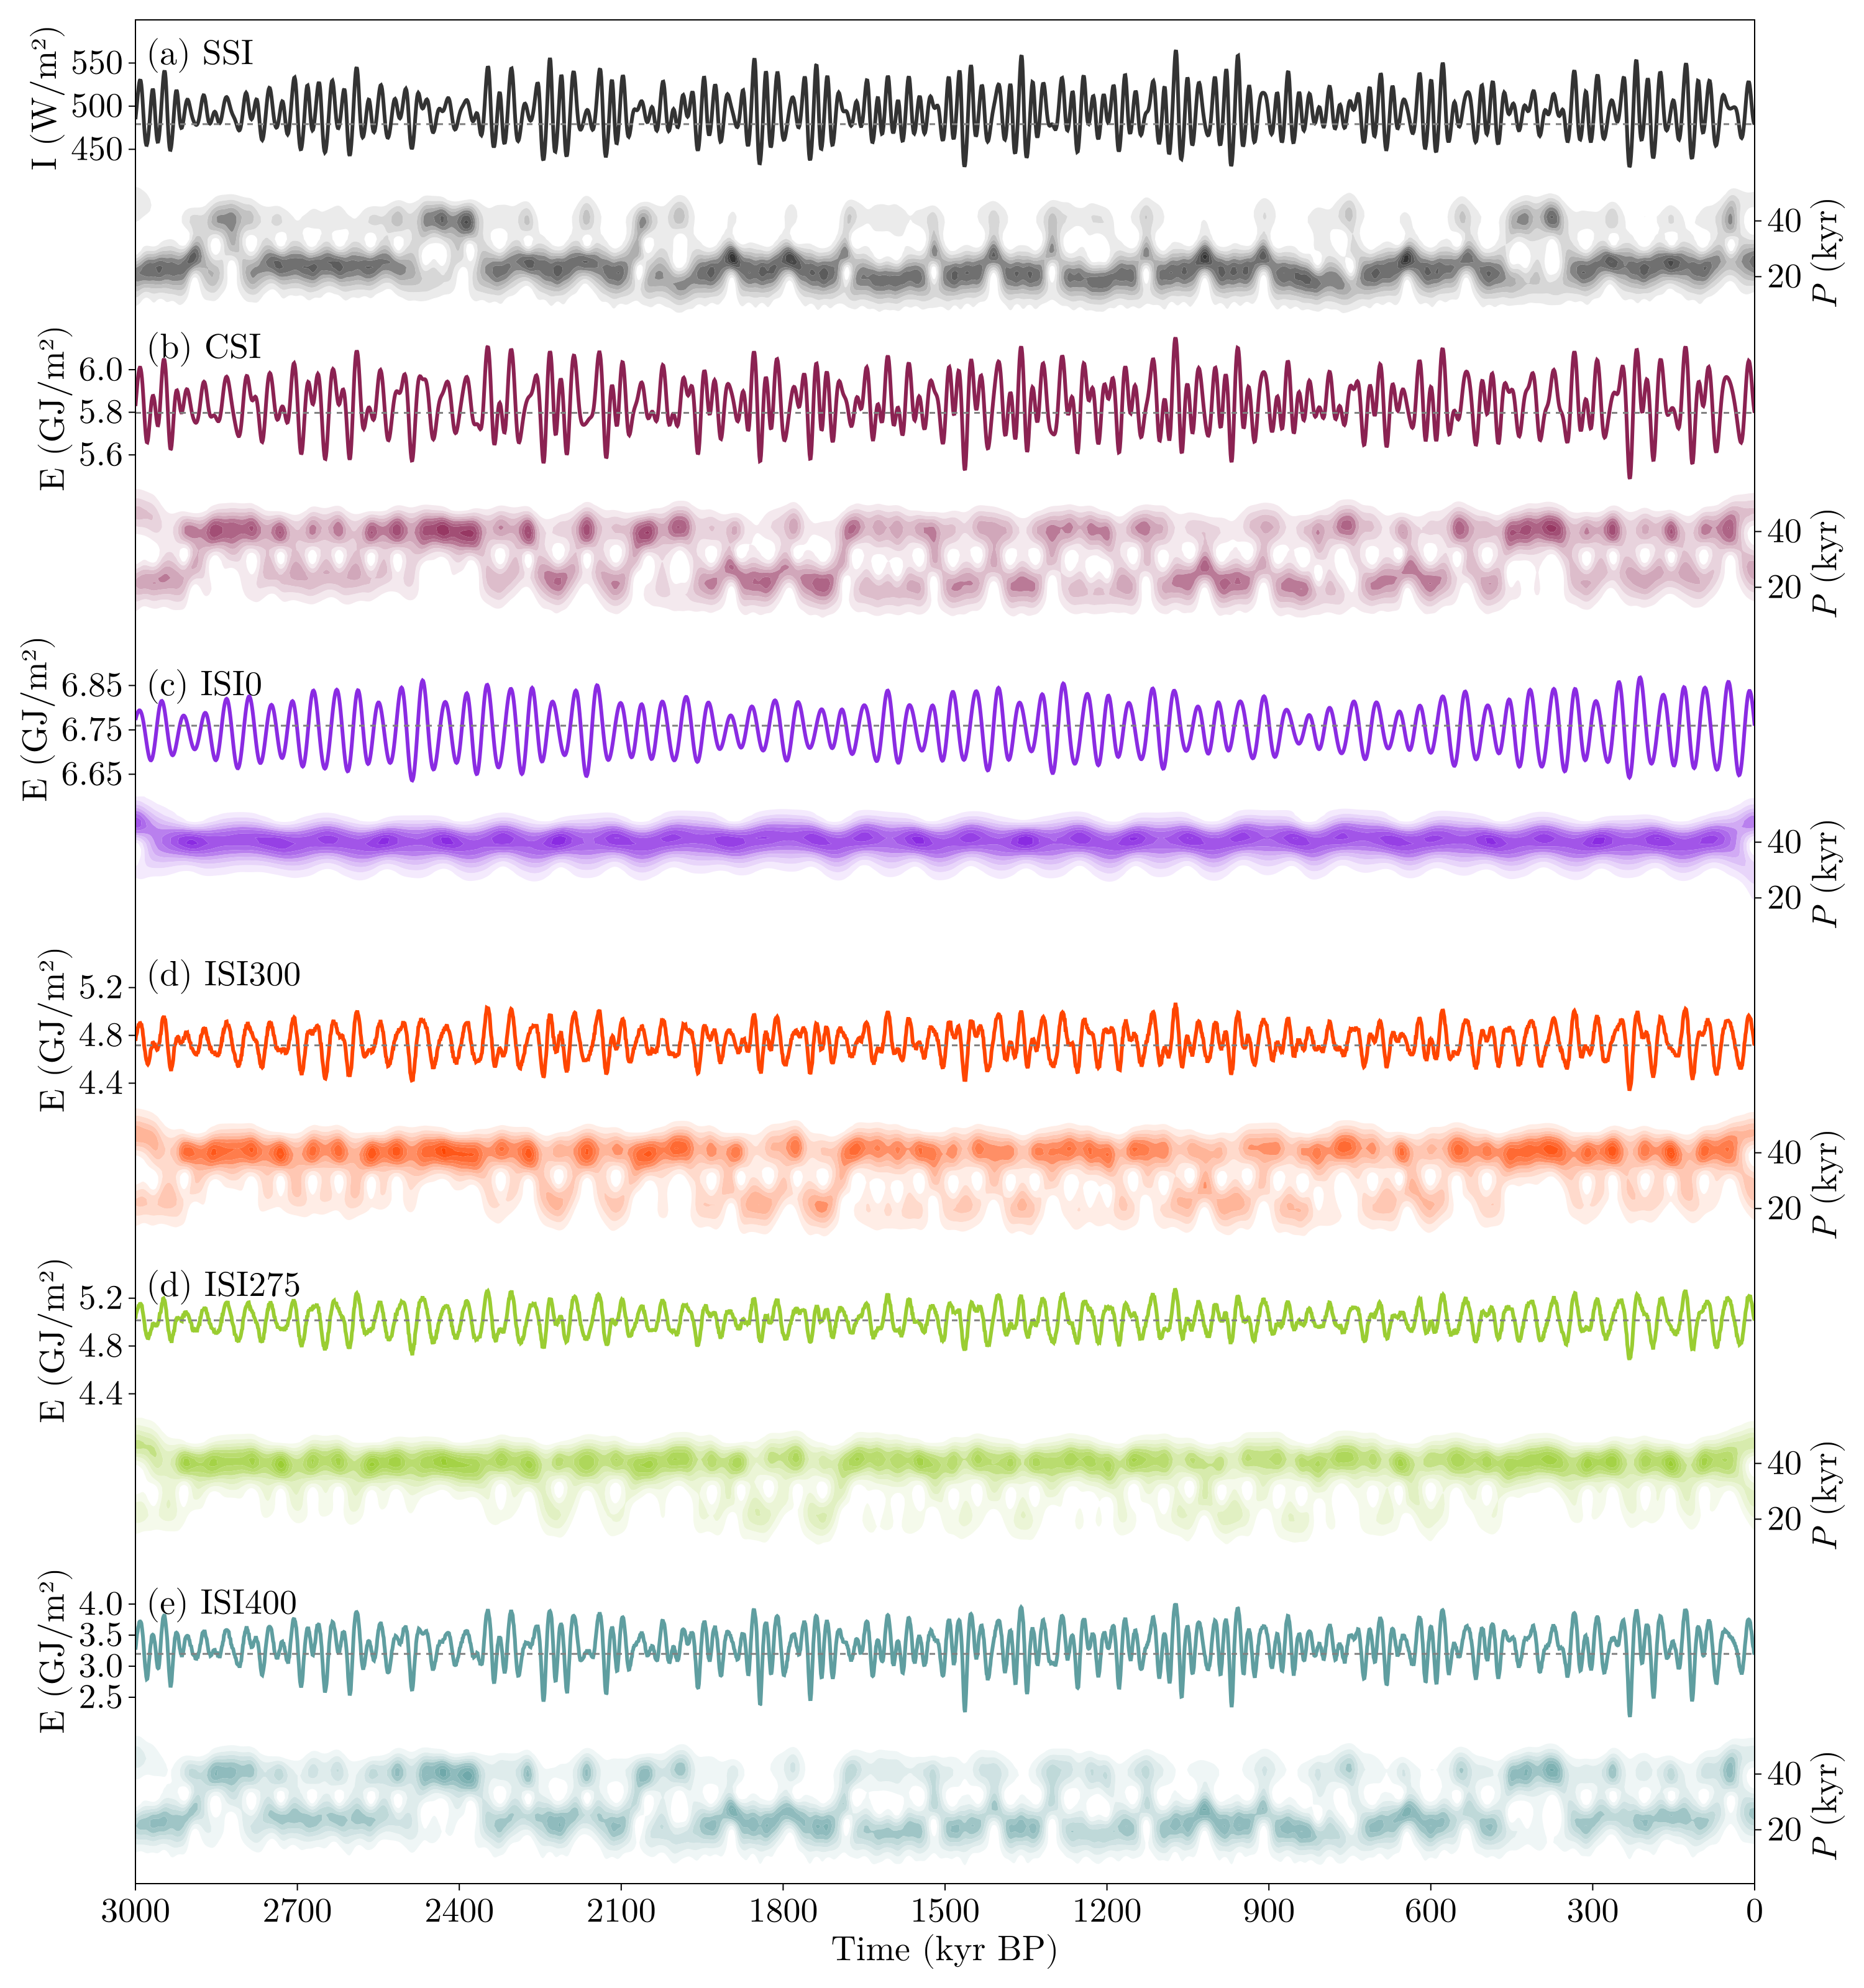 (a) SSI
I (W/m²)
550
500
450
40
20
P (kyr)
(b) CSI
E (GJ/m²)
6.0
5.8
5.6
40
20
P (kyr)
(c) ISI0
E (GJ/m²)
6.85
6.75
6.65
40
20
P (kyr)
(d) ISI300
E (GJ/m²)
5.2
4.8
4.4
40
20
P (kyr)
(d) ISI275
E (GJ/m²)
5.2
4.8
4.4
40
20
P (kyr)
(e) ISI400
E (GJ/m²)
4.0
3.5
3.0
2.5
40
20
P (kyr)
3000 2700 2400 2100 1800 1500 1200 900 600 300 0
Time (kyr BP)